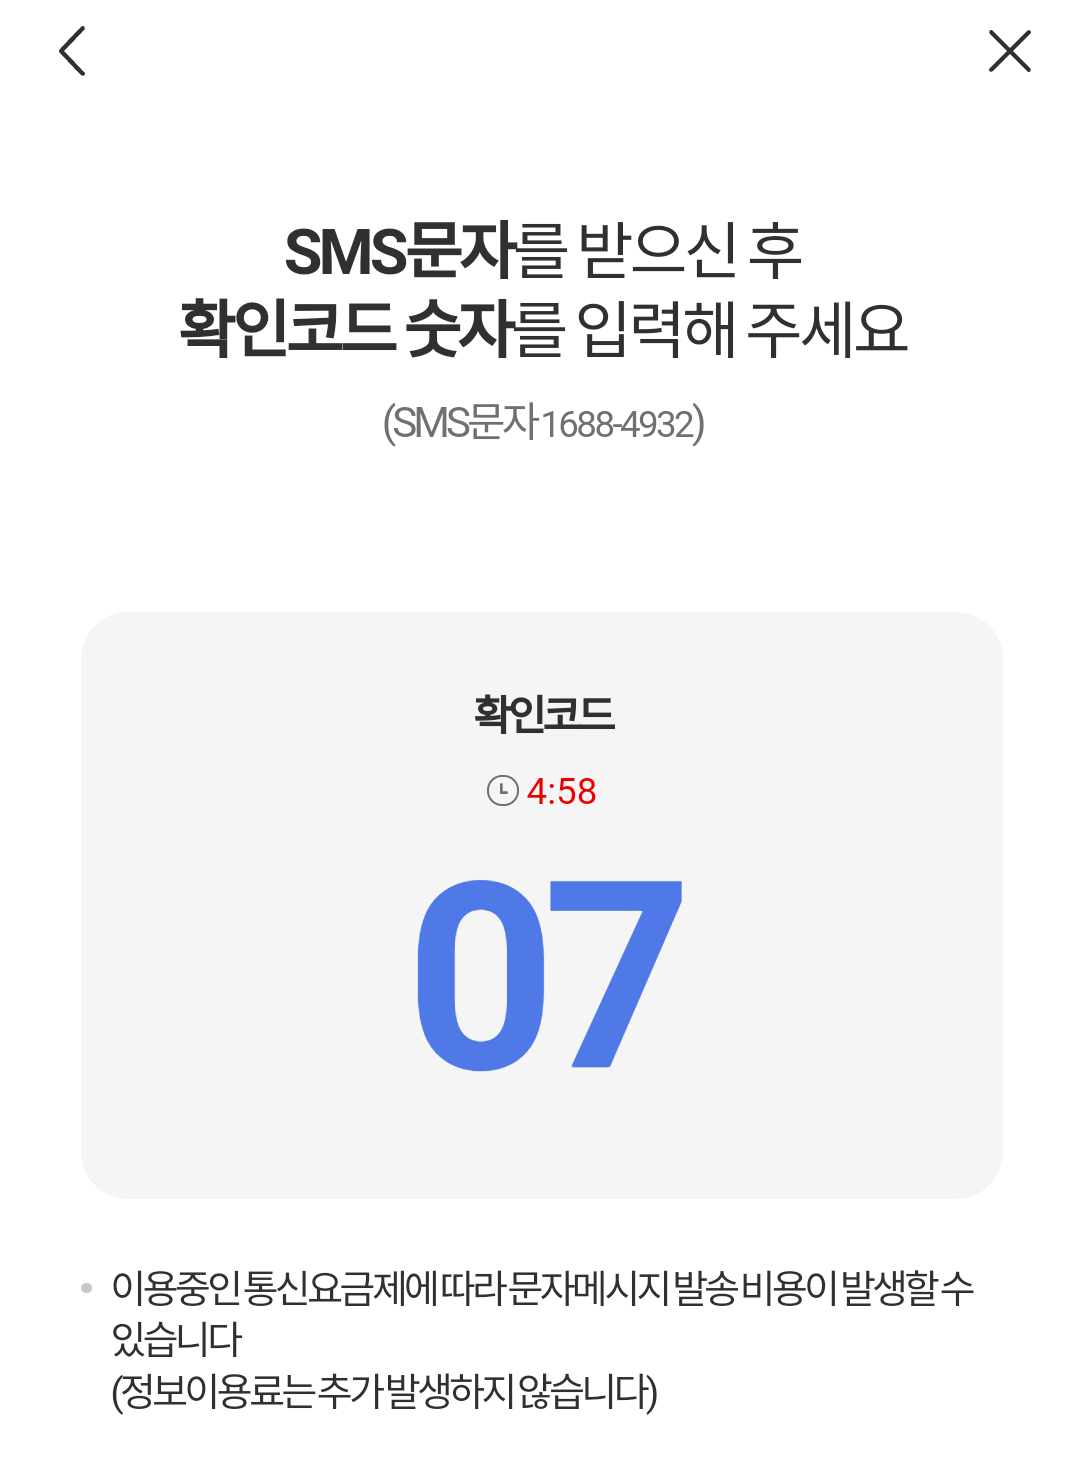 SMS문자를 받으신 후
확인코드 숫자를 입력해 주세요
(SMS문자 1688-4932)
확인코드
4:58
07
이용중인 통신요금제에 따라 문자메시지 발송 비용이 발생할 수
있습니다
(정보이용료는 추가 발생하지 않습니다)